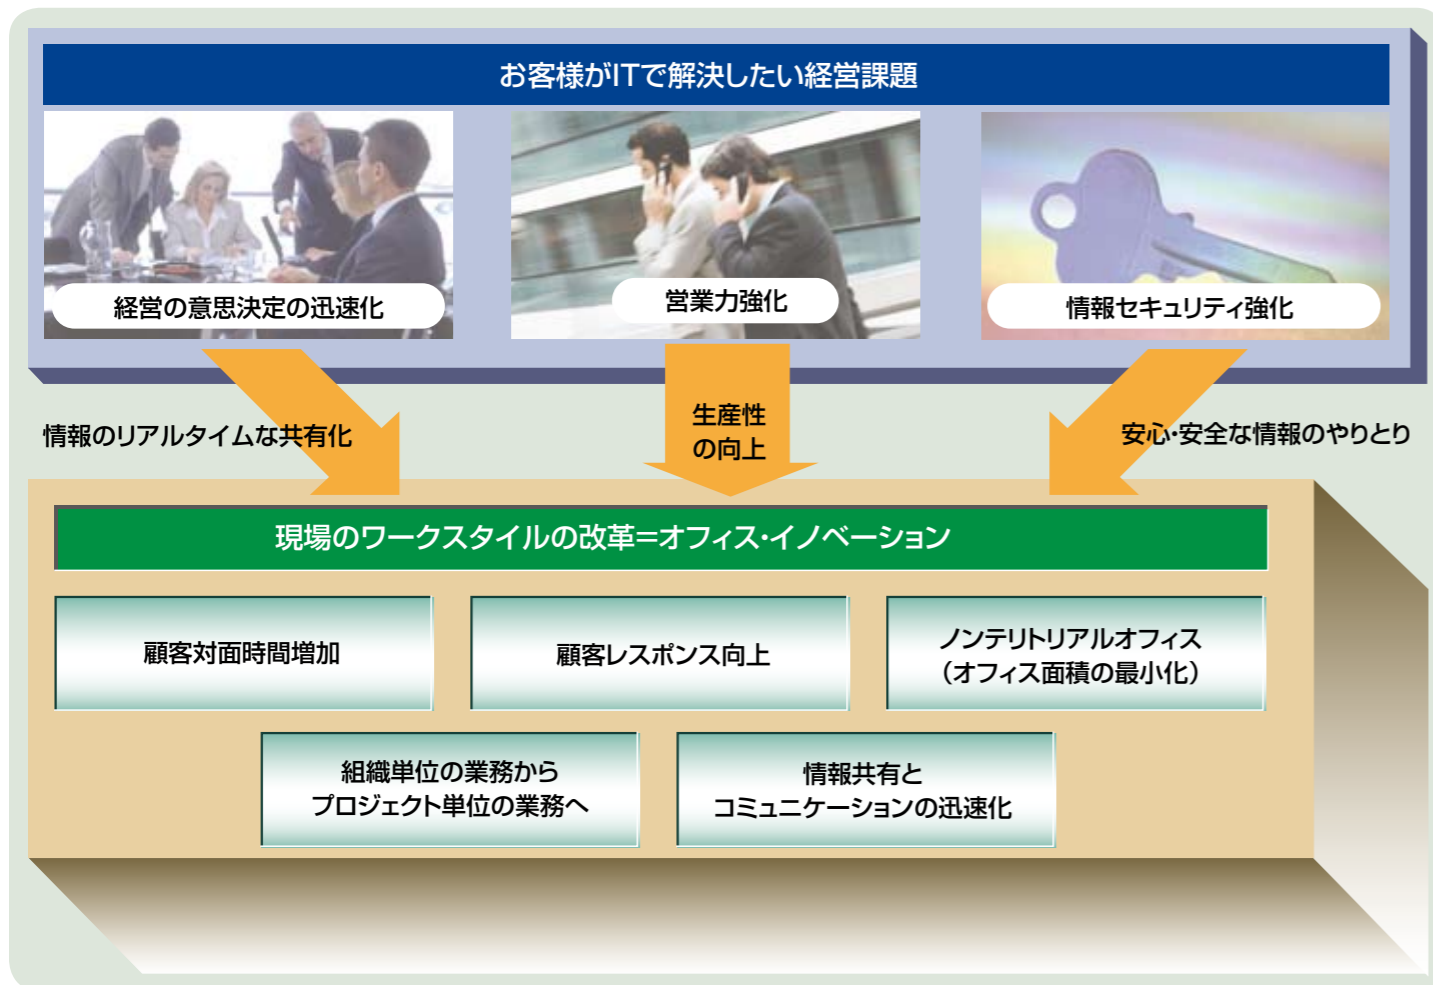 お客様がITで解決したい経営課題
経営の意思決定の迅速化
営業力強化
情報セキュリティ強化
情報のリアルタイムな共有化
生産性
の向上
安心・安全な情報のやりとり
現場のワークスタイルの改革＝オフィス・イノベーション
顧客対面時間増加
顧客レスポンス向上
ノンテリトリアルオフィス
（オフィス面積の最小化）
組織単位の業務から
プロジェクト単位の業務へ
情報共有と
コミュニケーションの迅速化